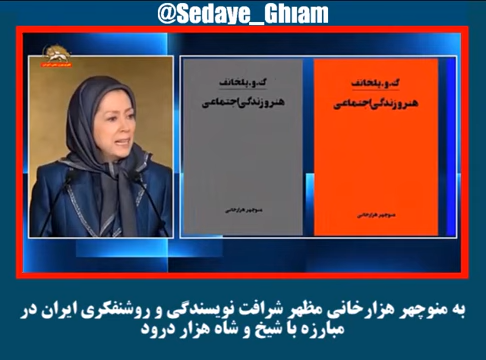 @Sedaye_Ghiam
گ. و. پلخانف
هنر و زندگی اجتماعی
منوچهر هزارخانی
گ. و. پلخانف
هنر و زندگی اجتماعی
منوچهر هزارخانی
به منوچهر هزارخانی مظهر شرافت نویسندگی و روشنفکری ایران در
مبارزه با شیخ و شاه هزار درود